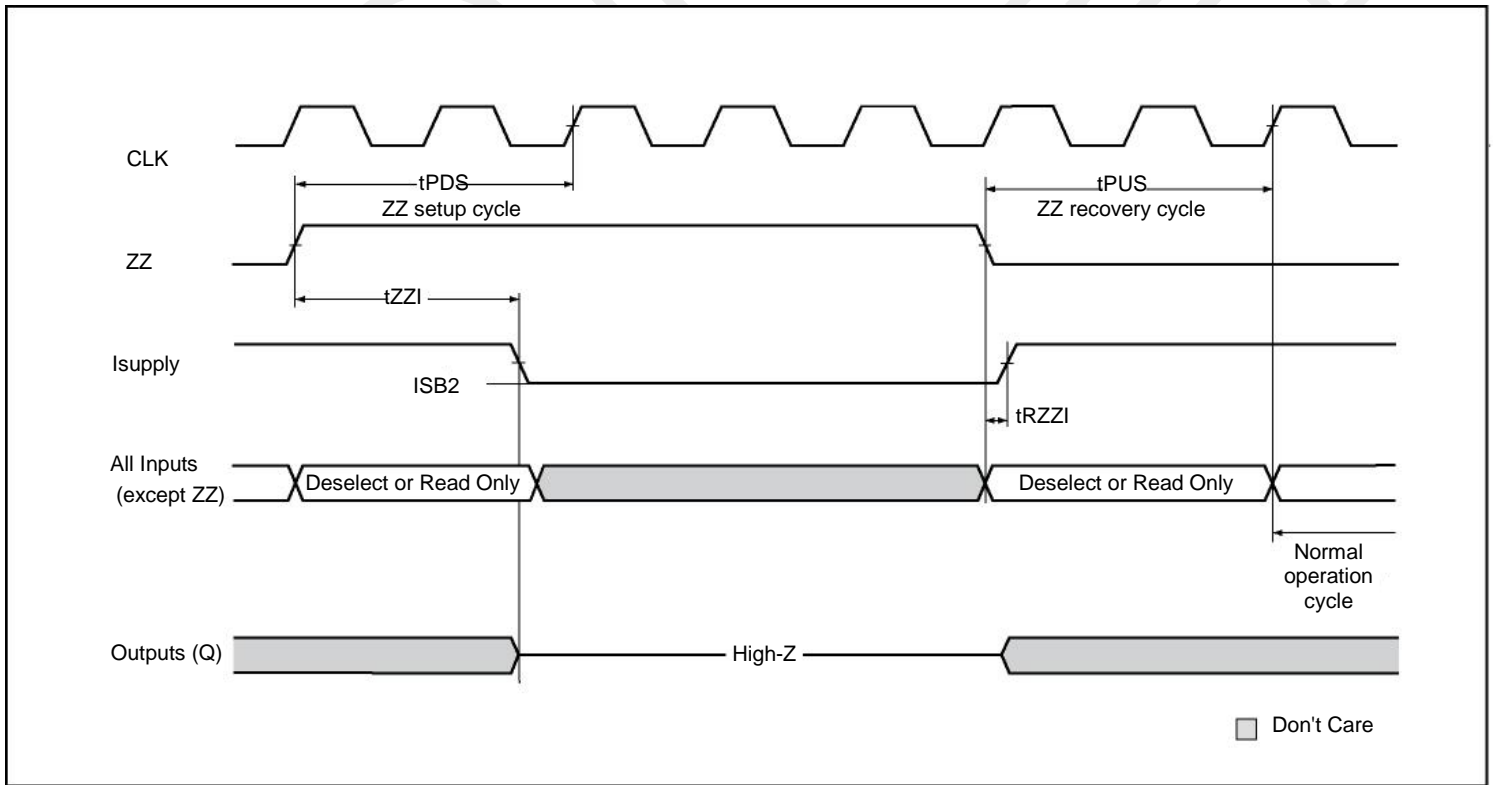 CLK
tPDS
ZZ setup cycle
tPUS
ZZ recovery cycle
ZZ
tZZI
Isupply
ISB2
tRZZI
All Inputs
(except ZZ)
Deselect or Read Only
Deselect or Read Only
Normal
operation
cycle
Outputs (Q)
High-Z
Don't Care